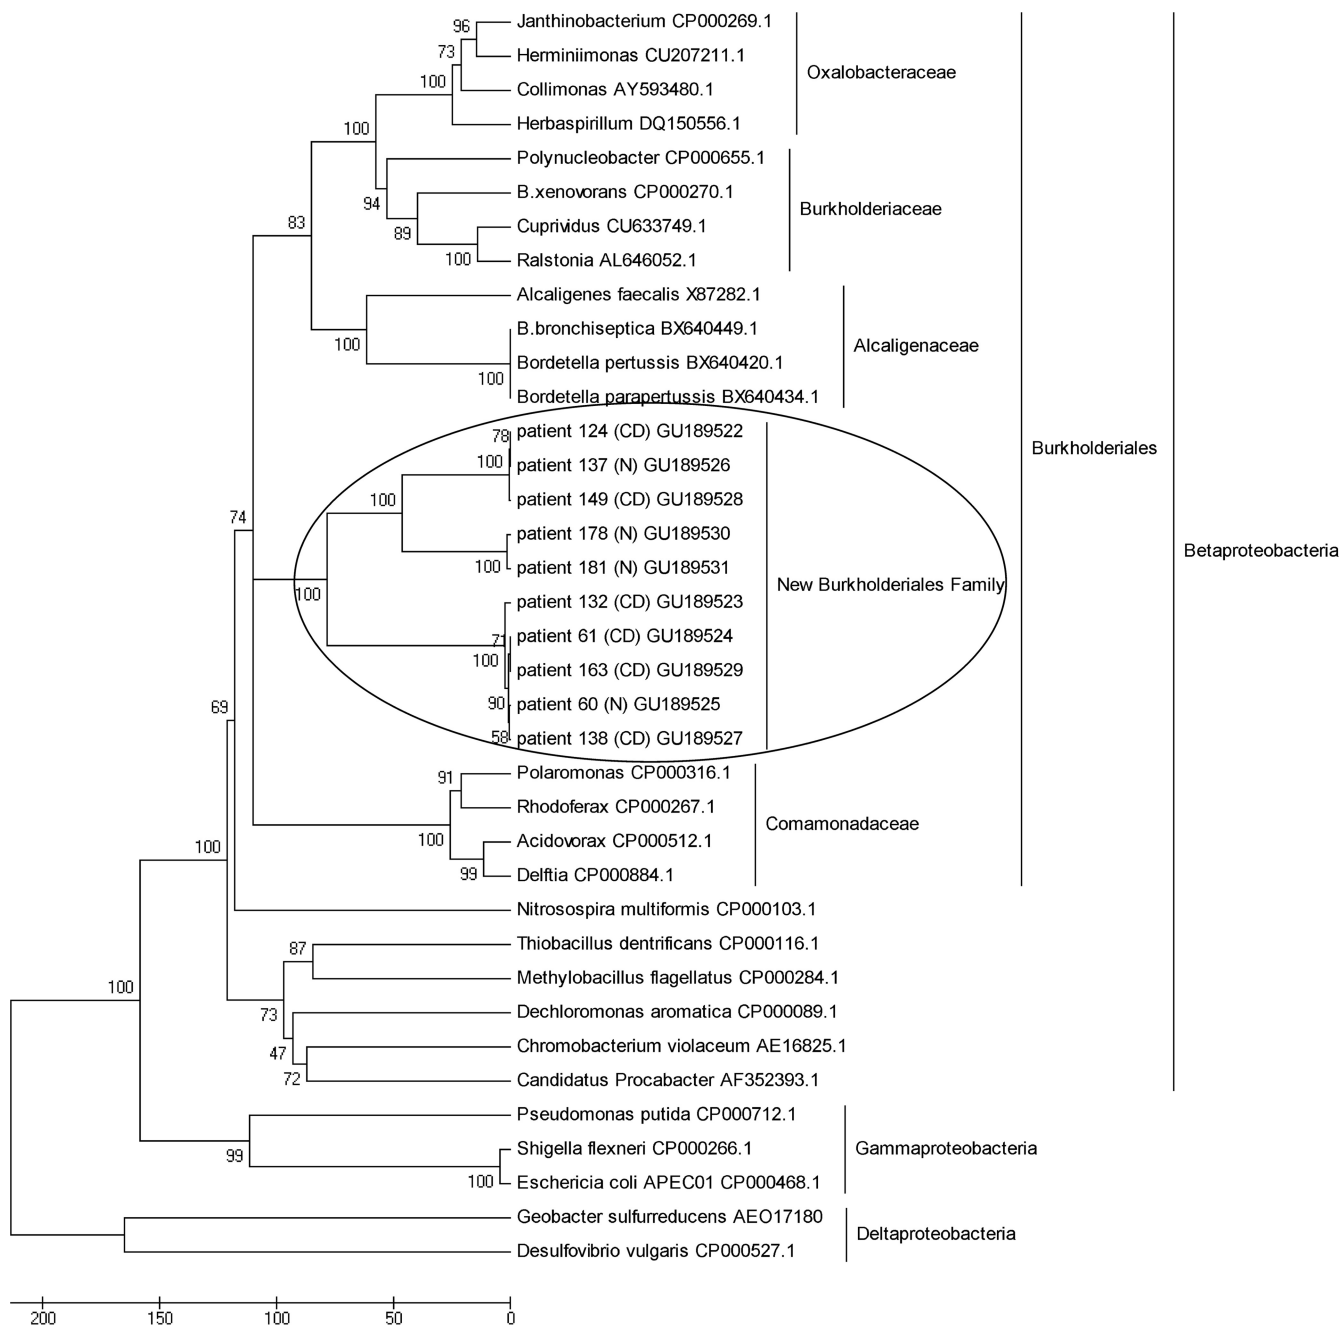 Janthinobacterium CP000269.1
Herminiimonas CU207211.1
Collimonas AY593480.1
Herbaspirillum DQ150556.1
Oxalobacteraceae
Polynucleobacter CP000655.1
B.xenovorans CP000270.1
Cuprividus CU633749.1
Ralstonia AL646052.1
Burkholderiaceae
Alcaligenes faecalis X87282.1
B.bronchiseptica BX640449.1
Bordetella pertussis BX640420.1
Bordetella parapertussis BX640434.1
Alcaligenaceae
patient 124 (CD) GU189522
patient 137 (N) GU189526
patient 149 (CD) GU189528
patient 178 (N) GU189530
patient 181 (N) GU189531
patient 132 (CD) GU189523
patient 61 (CD) GU189524
patient 163 (CD) GU189529
patient 60 (N) GU189525
patient 138 (CD) GU189527
New Burkholderiales Family
Polaromonas CP000316.1
Rhodoferax CP000267.1
Acidovorax CP000512.1
Delftia CP000884.1
Comamonadaceae
Burkholderiales
Nitrosospira multiformis CP000103.1
Thiobacillus dentrificans CP000116.1
Methylobacillus flagellatus CP000284.1
Dechloromonas aromatica CP000089.1
Chromobacterium violaceum AE16825.1
Candidatus Procabacter AF352393.1
Betaproteobacteria
Pseudomonas putida CP000712.1
Shigella flexneri CP000266.1
Eschericia coli APEC01 CP000468.1
Gammaproteobacteria
Geobacter sulfurreducens AEO17180
Desulfovibrio vulgaris CP000527.1
Deltaproteobacteria
96
73
100
100
94
89
100
83
100
100
78
100
100
100
100
71
100
90
58
74
91
100
99
69
100
87
73
47
72
100
99
100
200 150 100 50 0